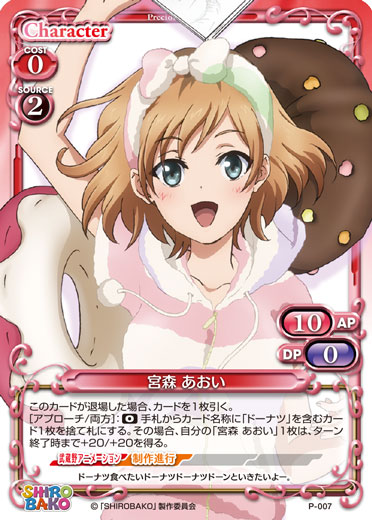 Precio
Character
COST
0
SOURCE
2
10 AP
DP 0
宮森 あおい
このカードが退場した場合、カードを1枚引く。
[アプローチ/両方]:0手札からカード名称に「ドーナツ」を含むカー
ド1枚を捨て札にする。その場合、自分の「宮森 あおい」1枚は、ターン
終了時まで+20/+20を得る。
武蔵野アニメーション 制作進行
ドーナツ食べたいドーナツドーナツドーンといきたいよー。
SHIRO
BAKO
©「SHIROBAKO」製作委員会
P-007